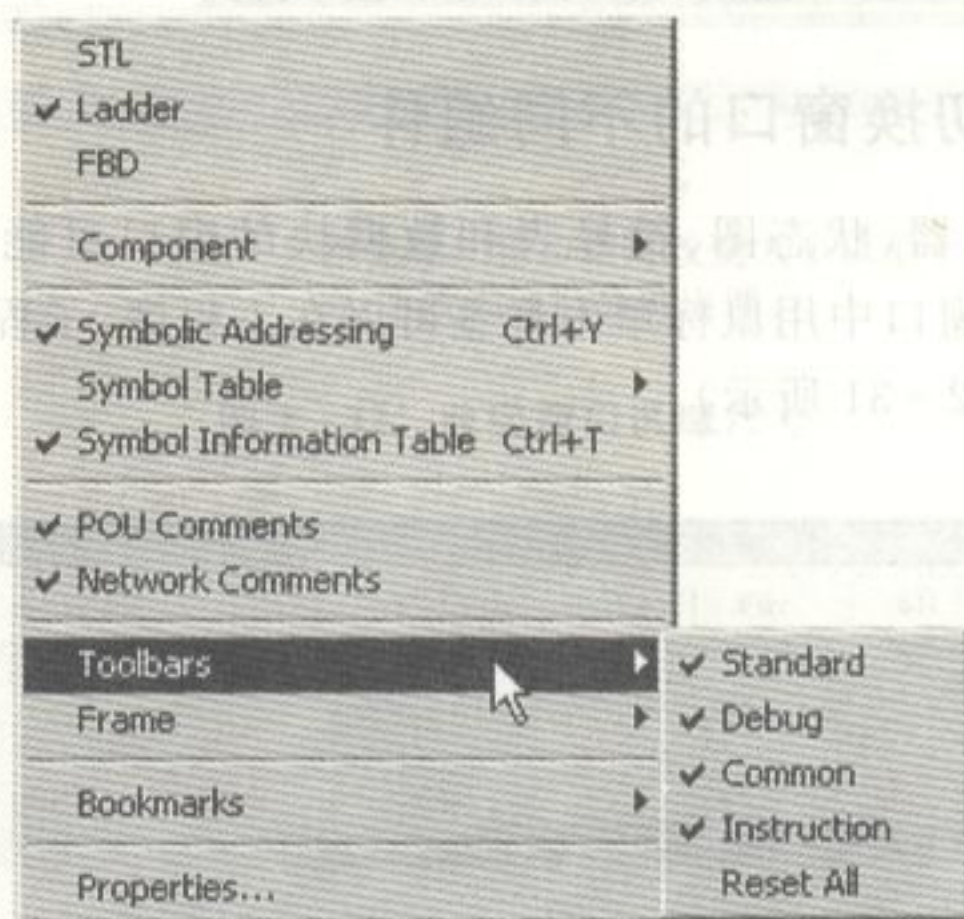 STL
Ladder
FBD
Component
Symbolic Addressing Ctrl+Y
Symbol Table
Symbol Information Table Ctrl+T
POU Comments
Network Comments
Toolbars
Frame
Bookmarks
Properties...
Standard
Debug
Common
Instruction
Reset All